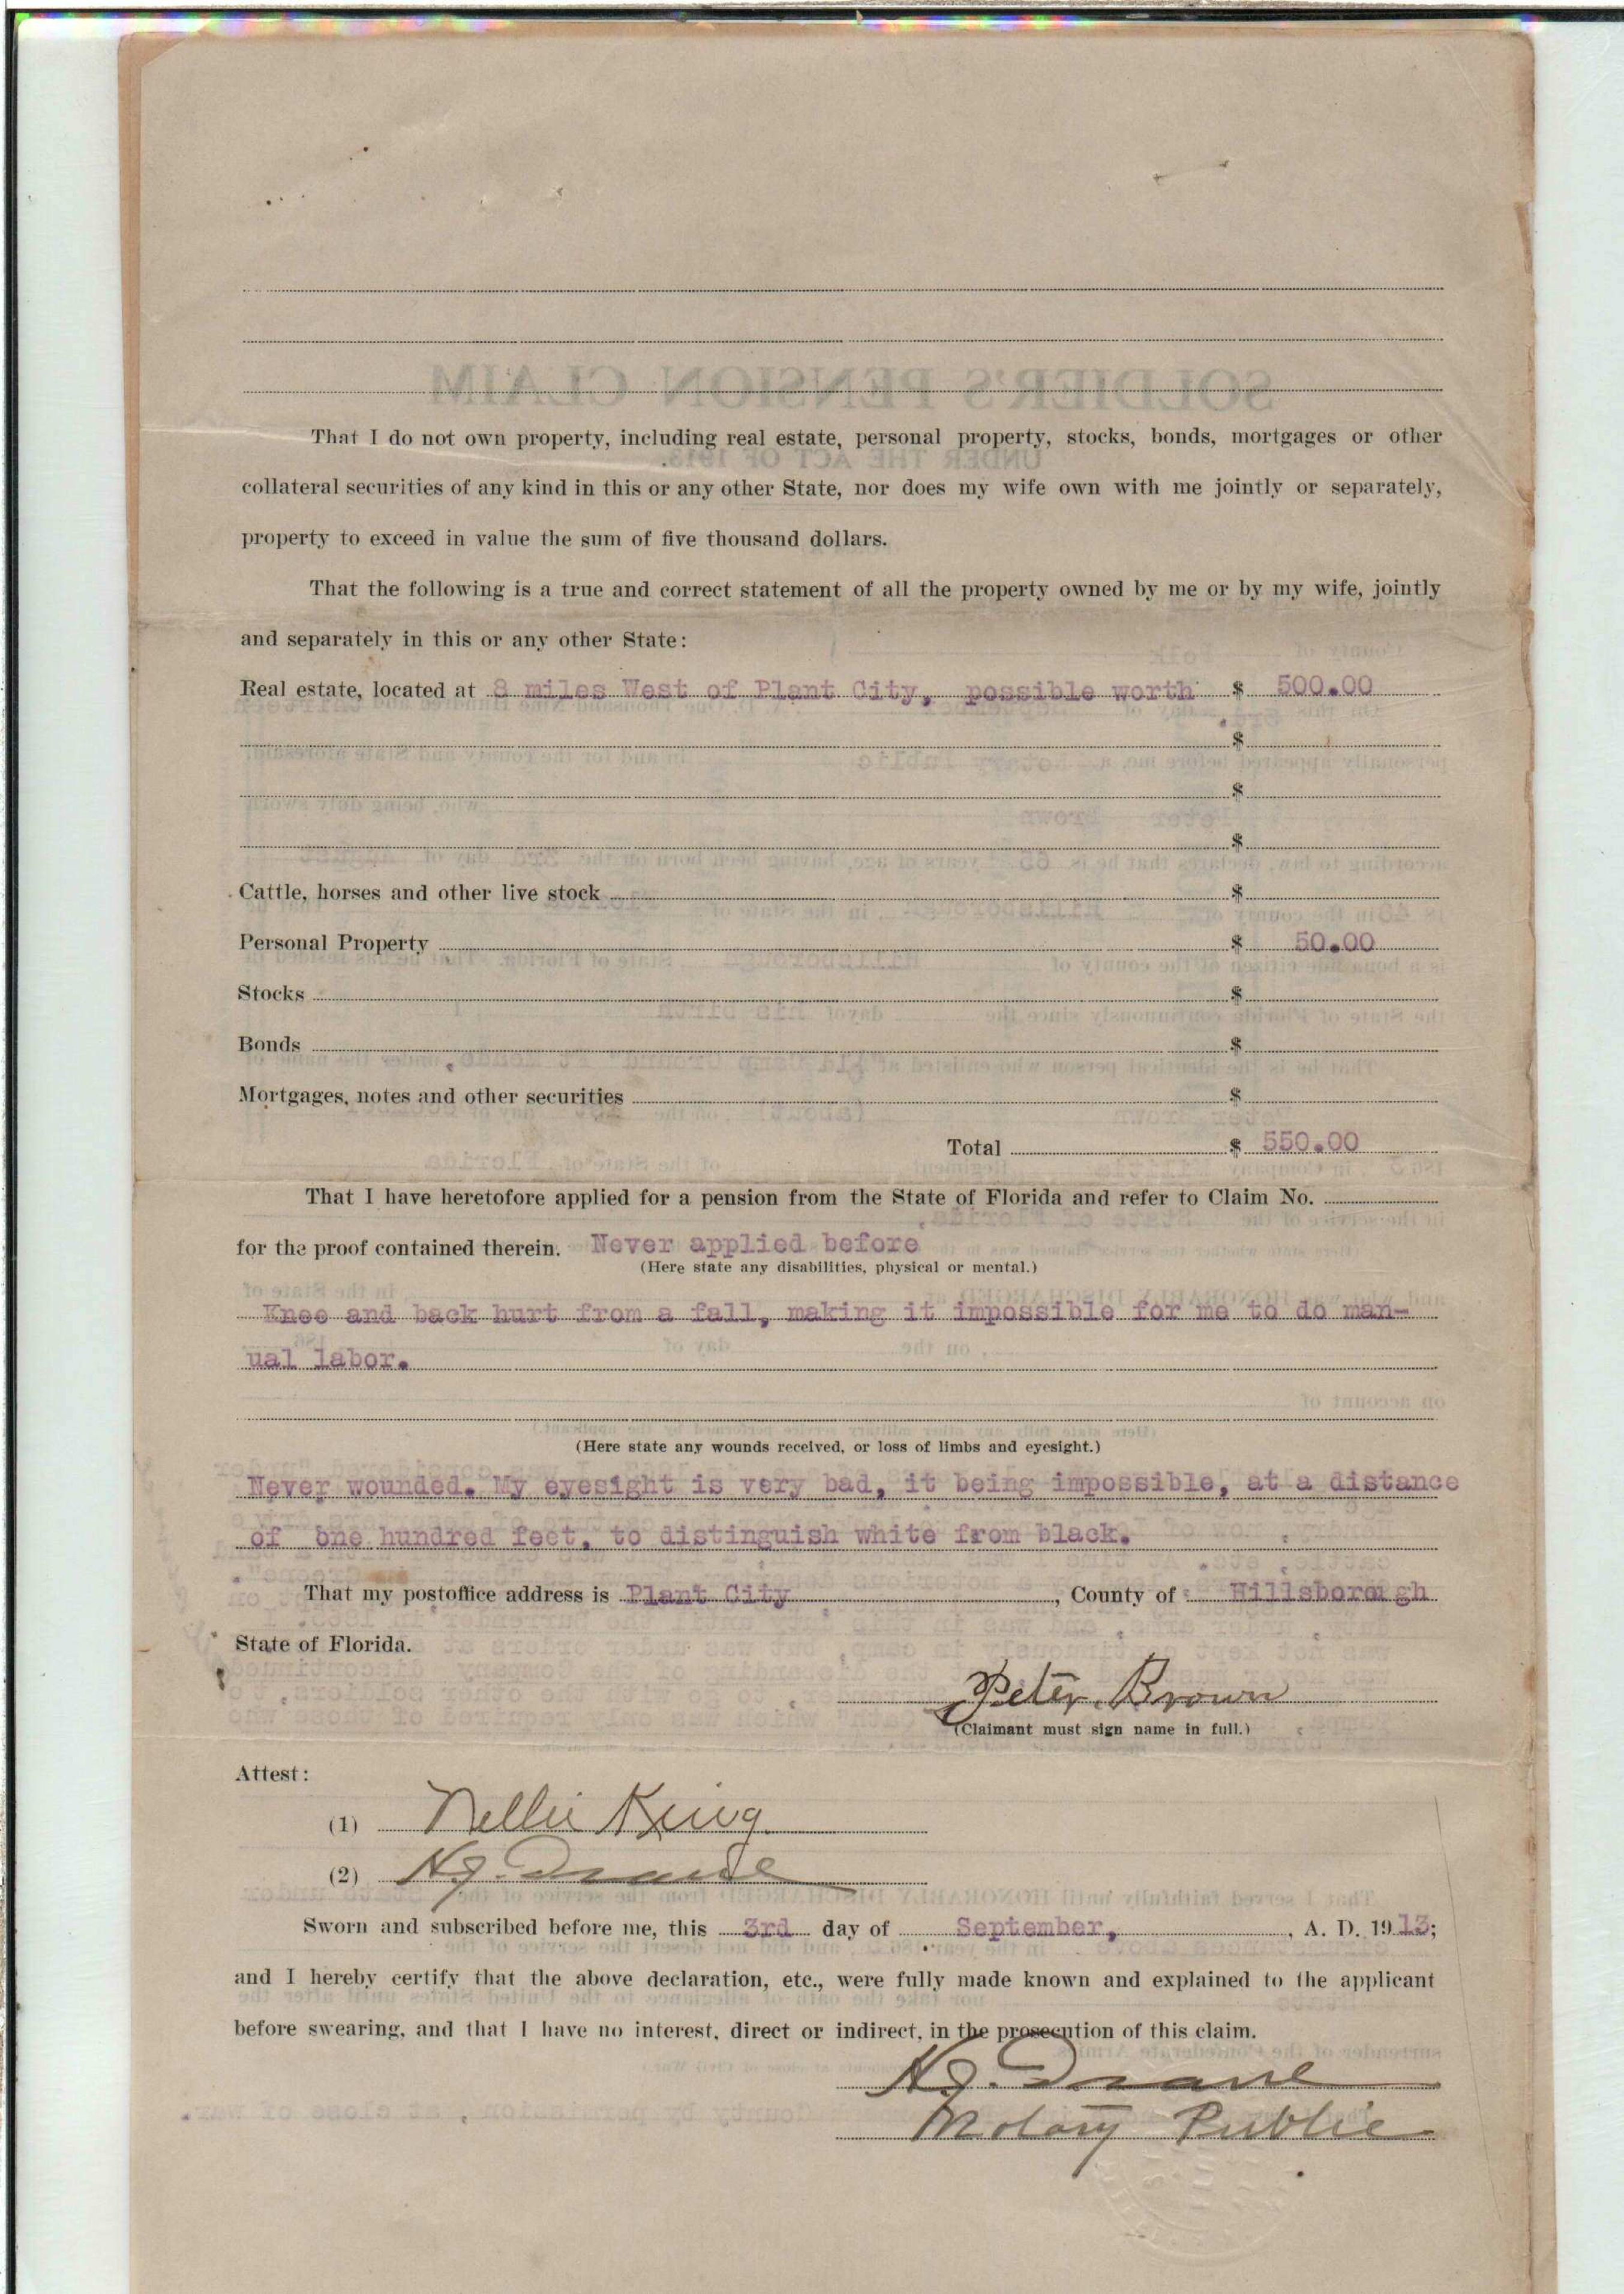 That I do not own property, including real estate, personal property, stocks, bonds, mortgages or other
collateral securities of any kind in this or any other State, nor does my wife own with me jointly or separately,
property to exceed in value the sum of five thousand dollars.
That the following is a true and correct statement of all the property owned by me or by my wife, jointly
and separately in this or any other State:
Real estate, located at 8 miles West of Plant City, possible worth $ 500.00
$
$
$
Cattle, horses and other live stock $
Personal Property $ 50.00
Stocks $
Bonds $
Mortgages, notes and other securities $
Total $ 550.00
That I have heretofore applied for a pension from the State of Florida and refer to Claim No.
for the proof contained therein. Never applied before
(Here state any disabilities, physical or mental.)
Knee and back hurt from a fall, making it impossible for me to do man-
ual labor.
(Here state any wounds received, or loss of limbs and eyesight.)
Never wounded. My eyesight is very bad, it being impossible, at a distance
of one hundred feet, to distinguish white from black.
That my postoffice address is Plant City, County of Hillsborough
State of Florida.
Peter Brown
(Claimant must sign name in full.)
Attest:
(1) Nellie King
(2)
Sworn and subscribed before me, this 3rd day of September, , A. D. 1913;
and I hereby certify that the above declaration, etc., were fully made known and explained to the applicant
before swearing, and that I have no interest, direct or indirect, in the prosecution of this claim.
Notary Public